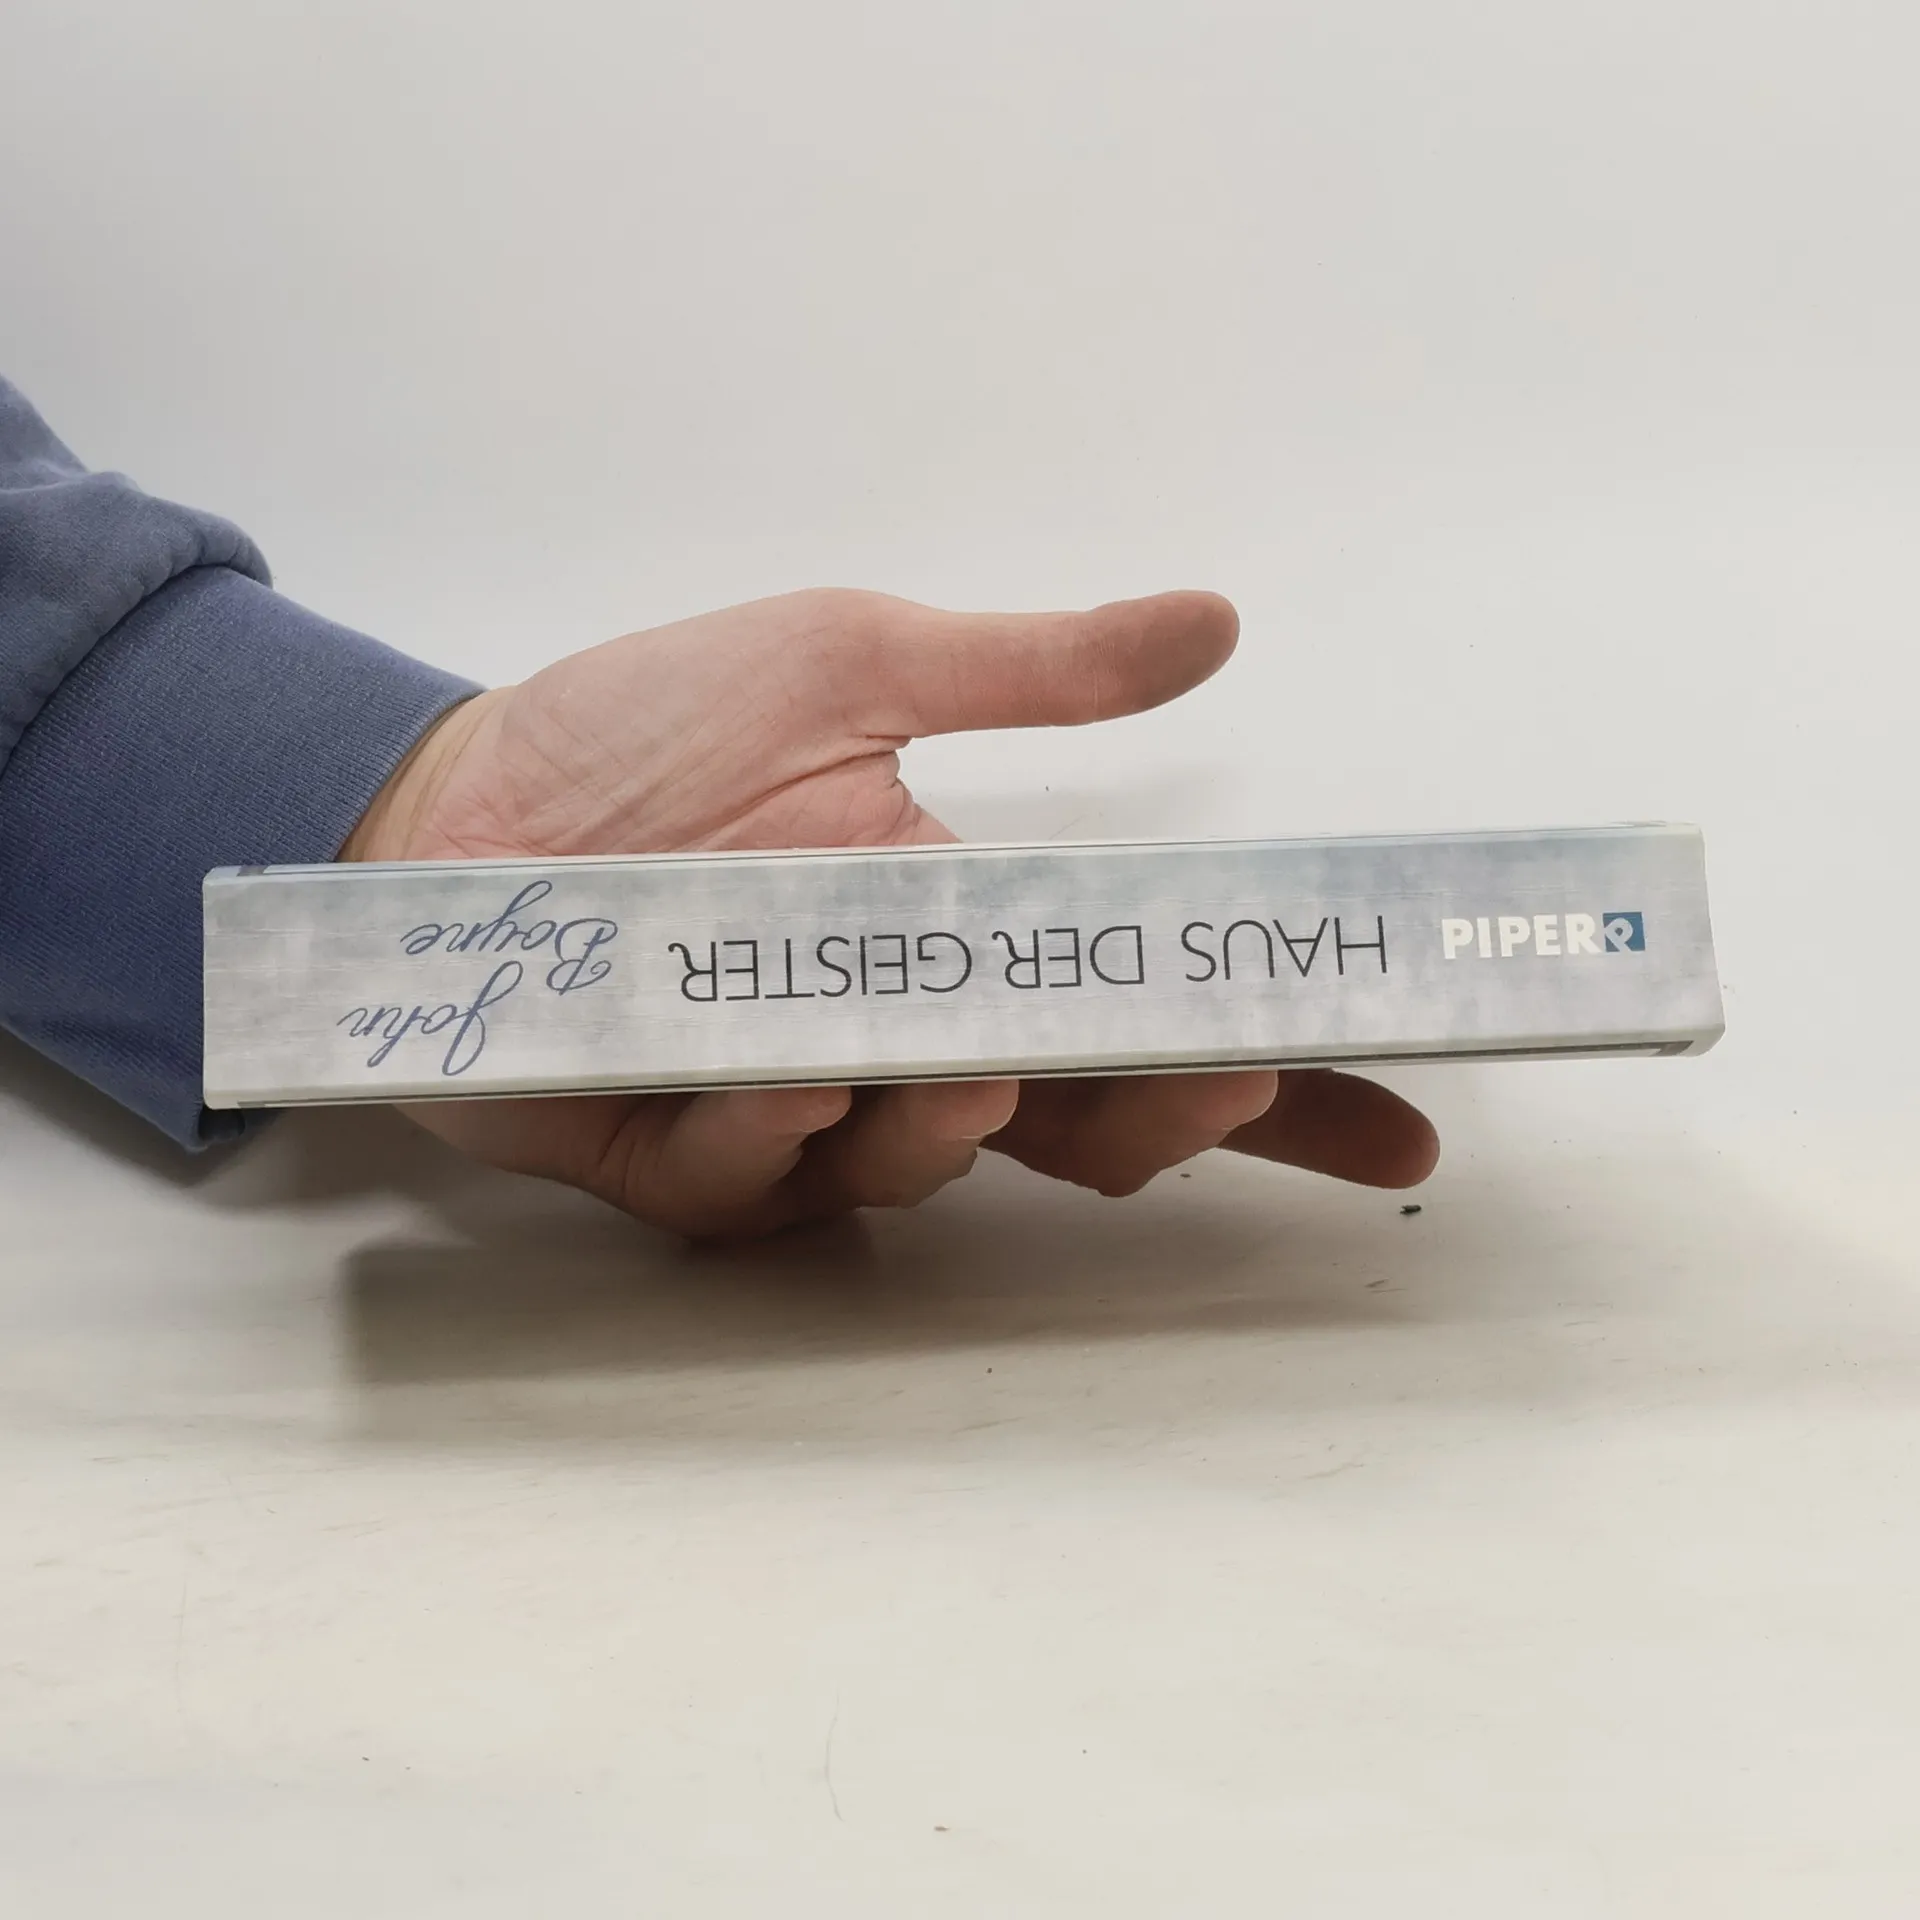 John
Boyne
HAUS DER GEISTER
PIPER